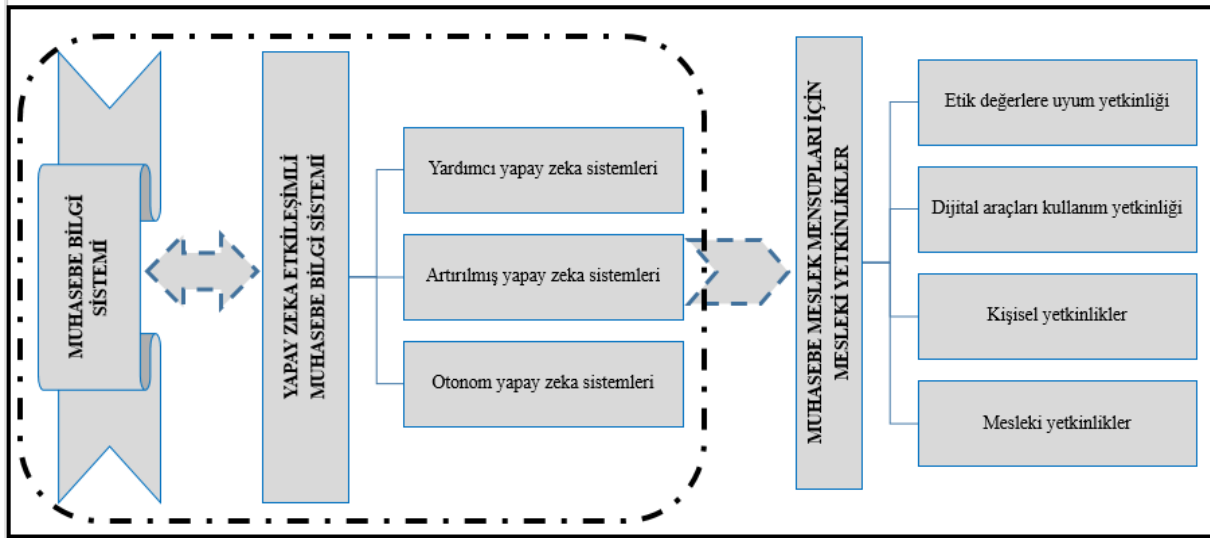 MUHASEBE BİLGİ
SİSTEMİ
YAPAY ZEKA ETKİLEŞİMLİ
MUHASEBE BİLGİ SİSTEMİ
Yardımcı yapay zeka sistemleri
Artırılmış yapay zeka sistemleri
Otonom yapay zeka sistemleri
MUHASEBE MESLEK MENSUPLARI İÇİN
MESLEKİ YETKİNLİKLER
Etik değerlere uyum yetkinliği
Dijital araçları kullanım yetkinliği
Kişisel yetkinlikler
Mesleki yetkinlikler